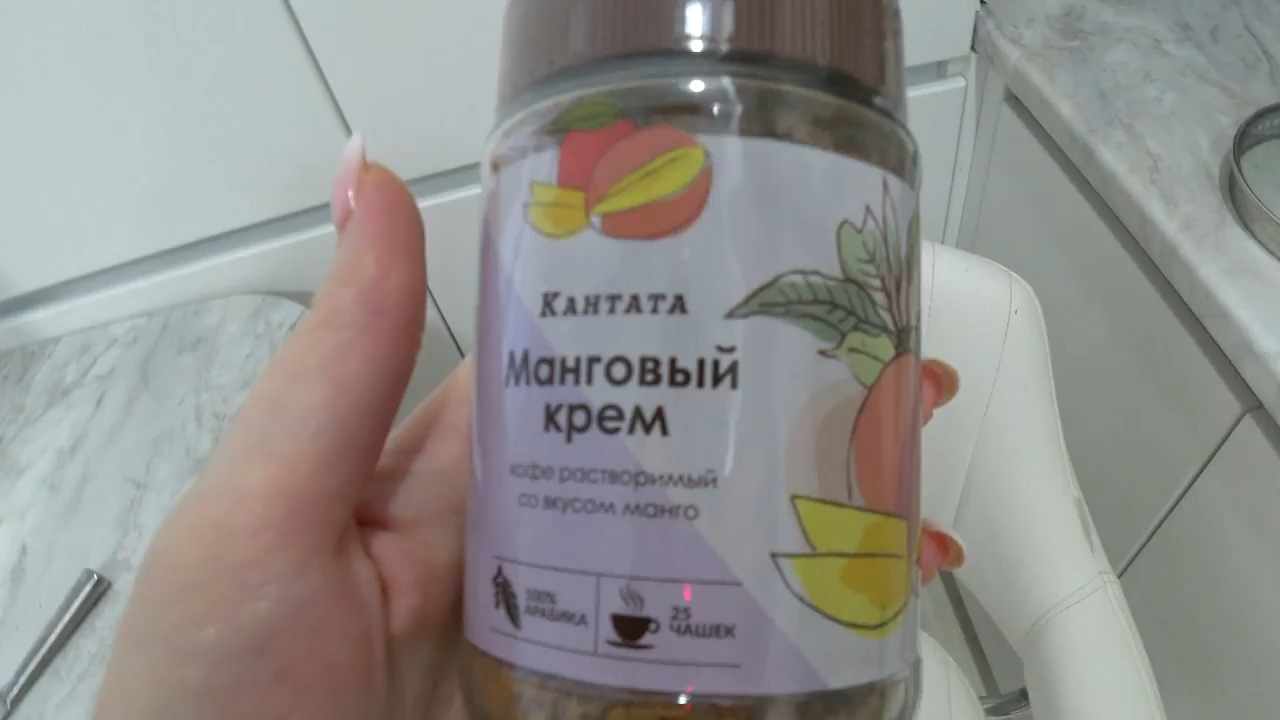 Кантата
Манговый
крем
кофе растворимый
со вкусом манго
100%
АРАБИКА
25
ЧАШЕК